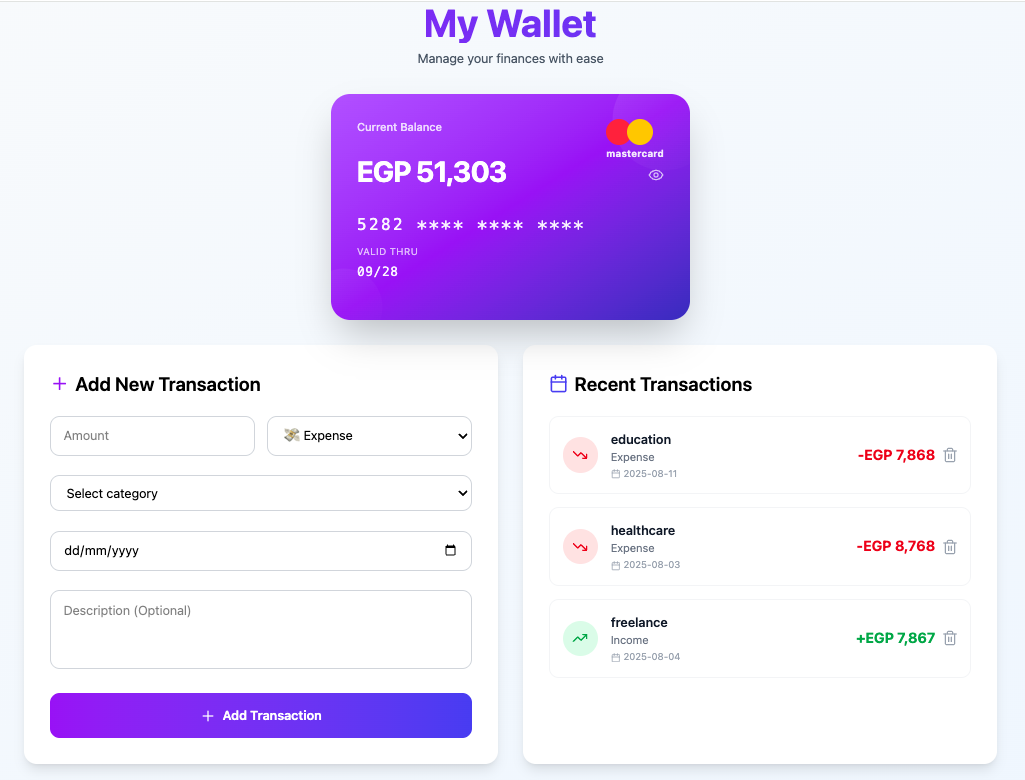 My Wallet
Manage your finances with ease
Current Balance
mastercard
EGP 51,303
5282 **** **** ****
VALID THRU
09/28
Add New Transaction
Amount
💸 Expense
Select category
dd/mm/yyyy
Description (Optional)
Add Transaction
Recent Transactions
education
Expense
2025-08-11
-EGP 7,868
healthcare
Expense
2025-08-03
-EGP 8,768
freelance
Income
2025-08-04
+EGP 7,867